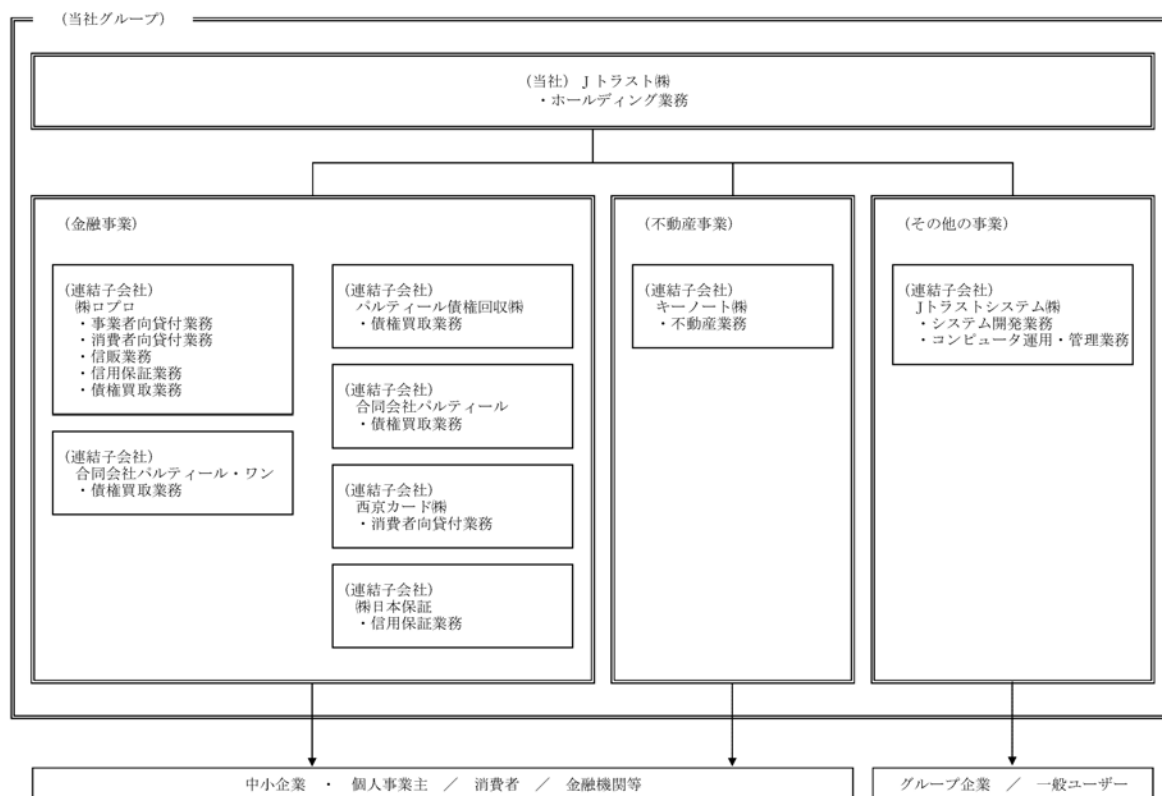 (当社グループ)
(当社) Jトラスト㈱
・ホールディング業務
(金融事業)
(連結子会社)
㈱ロプロ
・事業者向貸付業務
・消費者向貸付業務
・信販業務
・信用保証業務
・債権買取業務
(連結子会社)
合同会社パルティール・ワン
・債権買取業務
(連結子会社)
パルティール債権回収㈱
・債権買取業務
(連結子会社)
合同会社パルティール
・債権買取業務
(連結子会社)
西京カード㈱
・消費者向貸付業務
(連結子会社)
㈱日本保証
・信用保証業務
(不動産事業)
(連結子会社)
キーノート㈱
・不動産業務
(その他の事業)
(連結子会社)
Jトラストシステム㈱
・システム開発業務
・コンピュータ運用・管理業務
中小企業 ・ 個人事業主 / 消費者 / 金融機関等
グループ企業 / 一般ユーザー